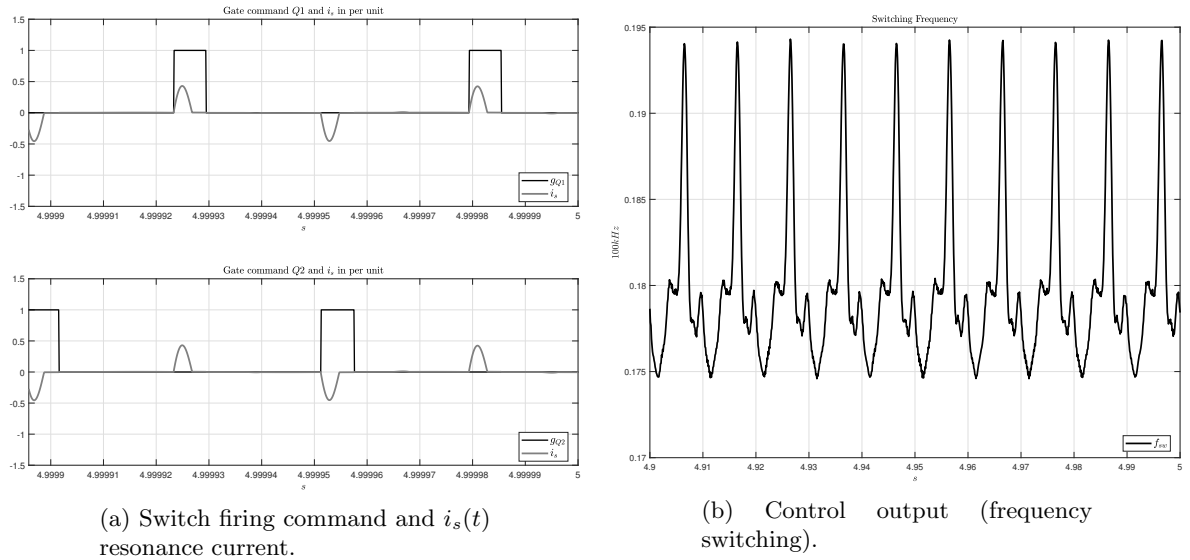 Gate command Q1 and i_s in per unit
1.5
1
0.5
0
-0.5
-1
-1.5
g_Q1
i_s
4.9999 4.99991 4.99992 4.99993 4.99994 4.99995 4.99996 4.99997 4.99998 4.99999 5
s
Gate command Q2 and i_s in per unit
1.5
1
0.5
0
-0.5
-1
-1.5
g_Q2
i_s
4.9999 4.99991 4.99992 4.99993 4.99994 4.99995 4.99996 4.99997 4.99998 4.99999 5
s
(a) Switch firing command and i_s(t)
resonance current.
Switching Frequency
0.195
0.19
0.185
100kHz
0.18
0.175
0.17
f_sw
4.9 4.91 4.92 4.93 4.94 4.95 4.96 4.97 4.98 4.99 5
s
(b) Control output (frequency
switching).